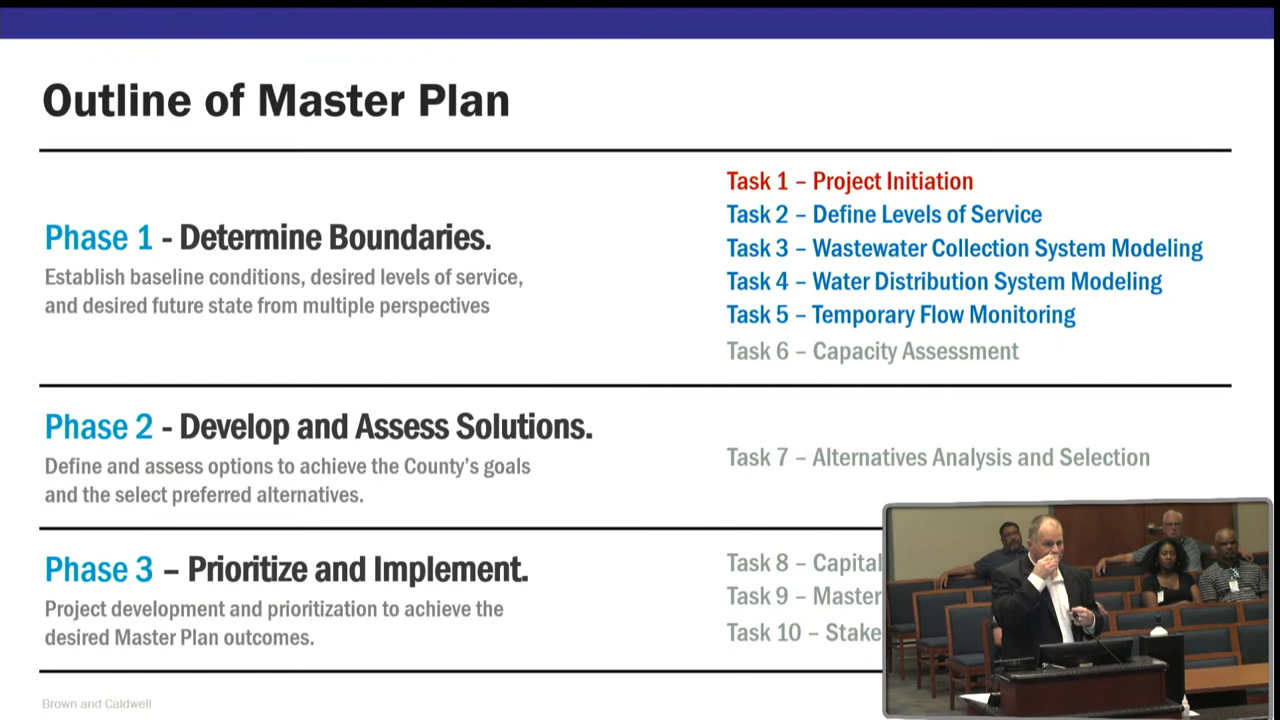 Outline of Master Plan
Phase 1 - Determine Boundaries.
Establish baseline conditions, desired levels of service,
and desired future state from multiple perspectives
Task 1 – Project Initiation
Task 2 – Define Levels of Service
Task 3 – Wastewater Collection System Modeling
Task 4 – Water Distribution System Modeling
Task 5 – Temporary Flow Monitoring
Task 6 – Capacity Assessment
Phase 2 - Develop and Assess Solutions.
Define and assess options to achieve the County's goals
and the select preferred alternatives.
Task 7 – Alternatives Analysis and Selection
Phase 3 – Prioritize and Implement.
Project development and prioritization to achieve the
desired Master Plan outcomes.
Task 8 – Capital
Task 9 – Master
Task 10 – Stake
Brown and Caldwell